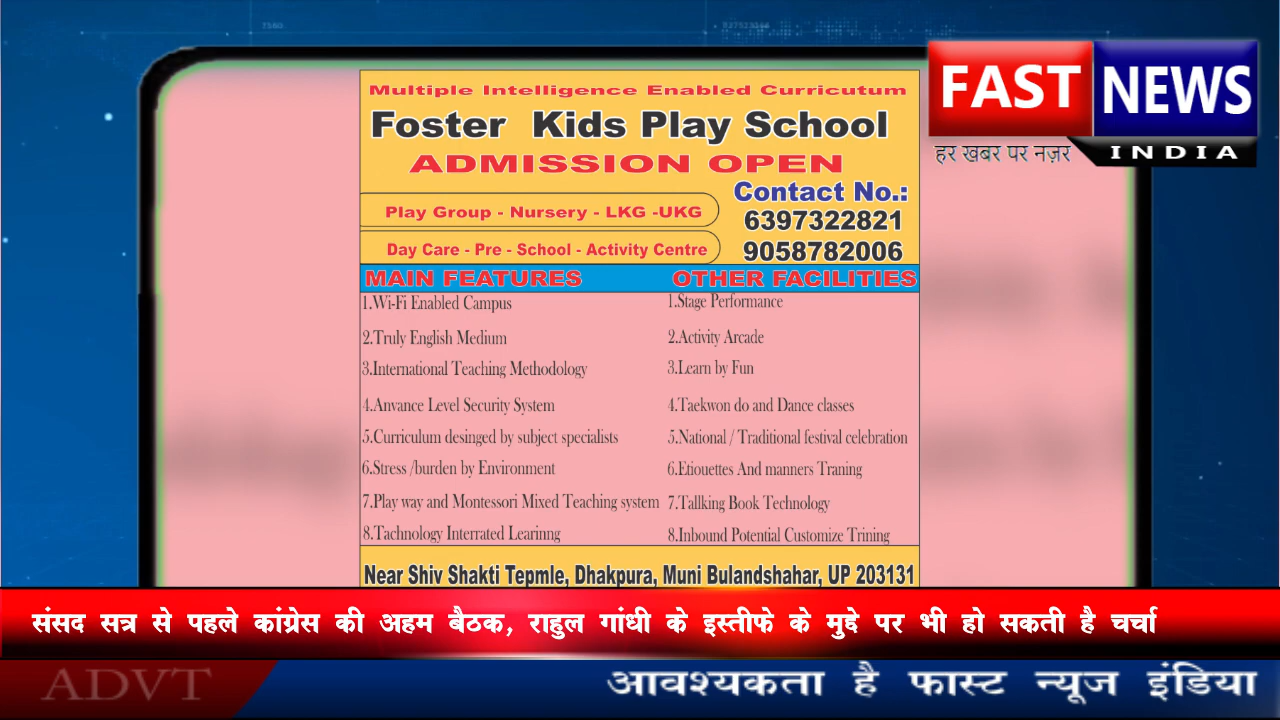 Multiple Intelligence Enabled Curricutum
Foster Kids Play School
ADMISSION OPEN
Play Group - Nursery - LKG -UKG
Day Care - Pre - School - Activity Centre
Contact No.:
6397322821
9058782006
FAST NEWS
हर खबर पर नज़र
INDIA
MAIN FEATURES
1.Wi-Fi Enabled Campus
2.Truly English Medium
3.International Teaching Methodology
4.Anvance Level Security System
5.Curriculum desinged by subject specialists
6.Stress /burden by Environment
7.Play way and Montessori Mixed Teaching system
8.Tachnology Interrated Learinng
OTHER FACILITIES
1.Stage Performance
2.Activity Arcade
3.Learn by Fun
4.Taekwon do and Dance classes
5.National / Traditional festival celebration
6.Etiouettes And manners Traning
7.Tallking Book Technology
8.Inbound Potential Customize Trining
Near Shiv Shakti Tepmle, Dhakpura, Muni Bulandshahar, UP 203131
संसद सत्र से पहले कांग्रेस की अहम बैठक, राहुल गांधी के इस्तीफे के मुद्दे पर भी हो सकती है चर्चा
ADVT
आवश्यकता है फास्ट न्यूज इंडिया